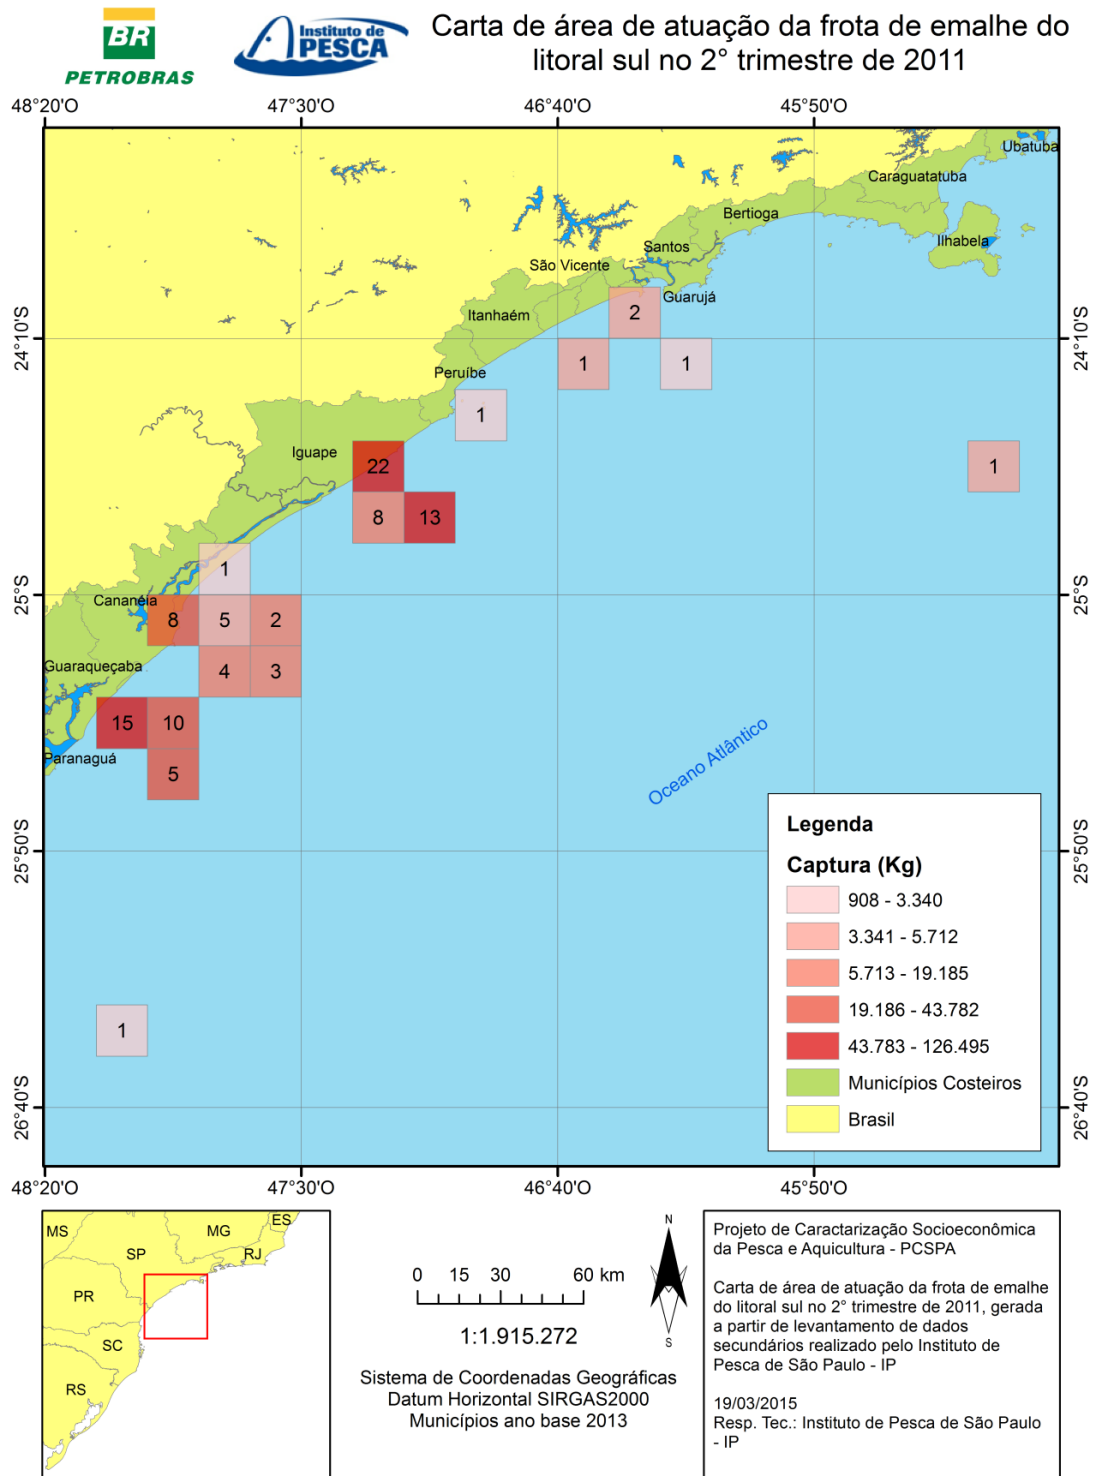 BR
PETROBRAS
Instituto de
PESCA
Carta de área de atuação da frota de emalhe do
litoral sul no 2° trimestre de 2011
48°20'O 47°30'O 46°40'O 45°50'O
Ubatuba
Caraguatatuba
Bertioga
Ilhabela
Santos
São Vicente
Guarujá
Itanhaém
2
24°10'S 24°10'S
1 1
Peruíbe
1
Iguape
22 1
8 13
1
25°S 25°S
Cananéia
8 5 2
Guaraqueçaba
4 3
15 10
Paranaguá
5
Oceano Atlântico
25°50'S 25°50'S
1
26°40'S 26°40'S
Legenda
Captura (Kg)
908 - 3.340
3.341 - 5.712
5.713 - 19.185
19.186 - 43.782
43.783 - 126.495
Municípios Costeiros
Brasil
48°20'O 47°30'O 46°40'O 45°50'O
MS MG ES
SP RJ
PR
SC
RS
0 15 30 60 km
1:1.915.272
Sistema de Coordenadas Geográficas
Datum Horizontal SIRGAS2000
Municípios ano base 2013
N
S
Projeto de Caractarização Socioeconômica
da Pesca e Aquicultura - PCSPA
Carta de área de atuação da frota de emalhe
do litoral sul no 2° trimestre de 2011, gerada
a partir de levantamento de dados
secundários realizado pelo Instituto de
Pesca de São Paulo - IP
19/03/2015
Resp. Tec.: Instituto de Pesca de São Paulo
- IP